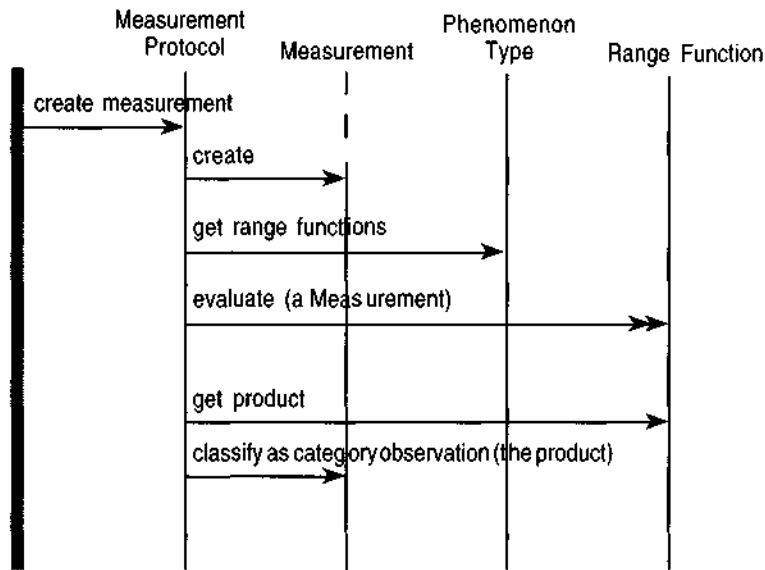 Measurement
Protocol
Measurement
Phenomenon
Type
Range Function
create measurement
create
get range functions
evaluate (a Measurement)
get product
classify as category observation (the product)